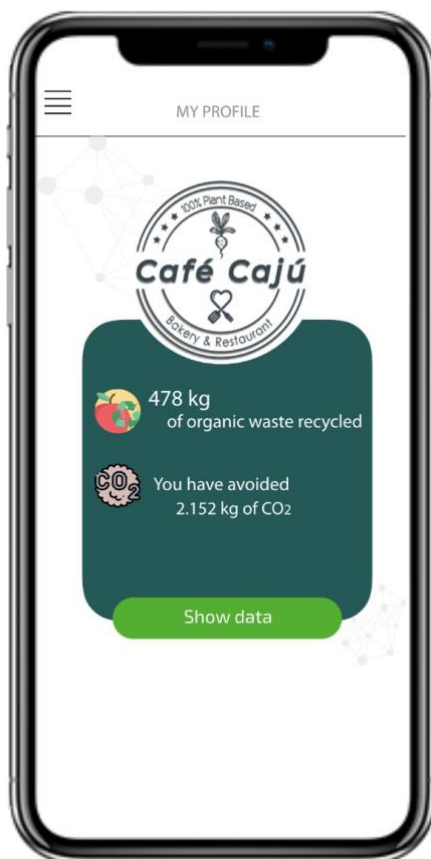 MY PROFILE
100% Plant Based
Café Cajú
Bakery & Restaurant
478 kg
of organic waste recycled
CO2
You have avoided
2.152 kg of CO2
Show data